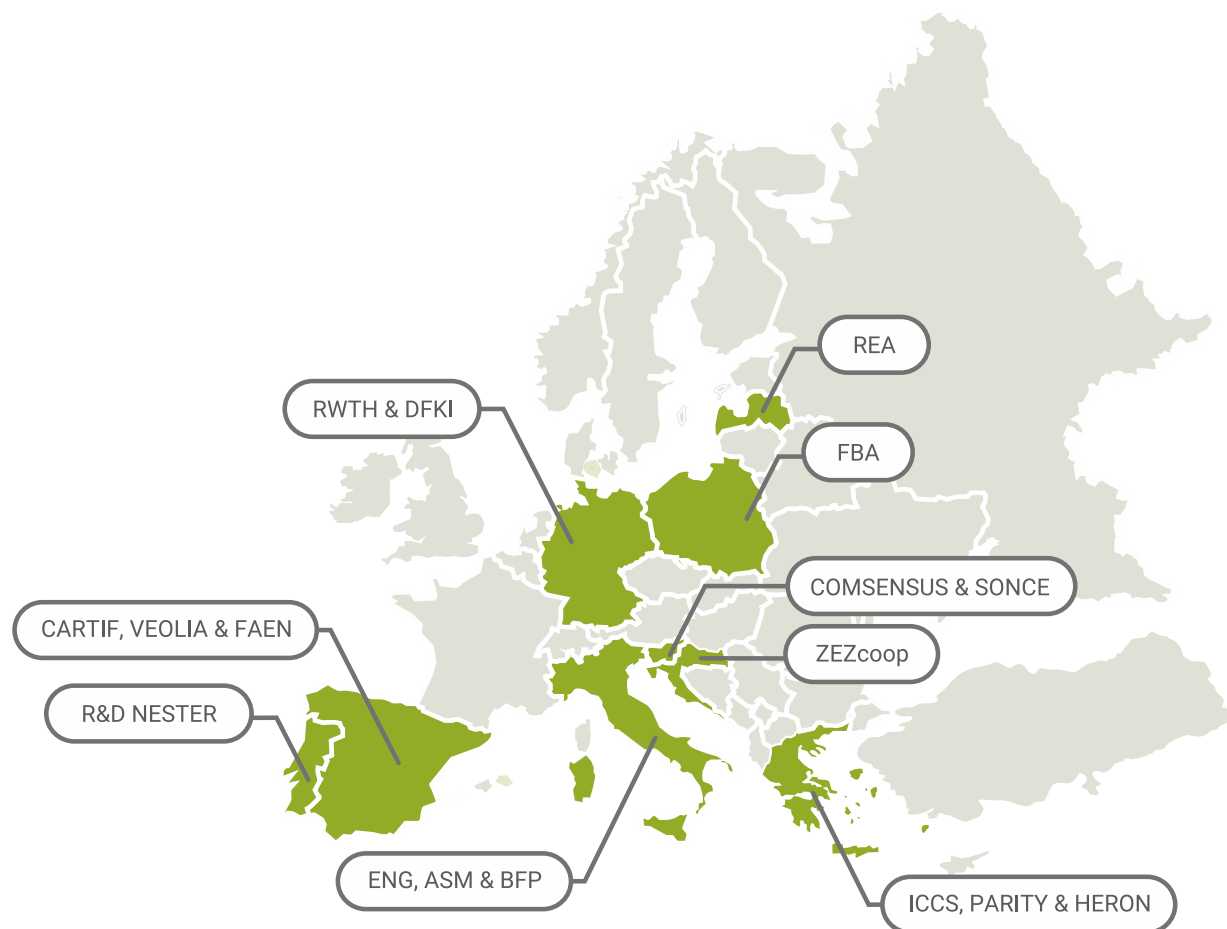 REA
RWTH & DFKI
FBA
COMSENSUS & SONCE
CARTIF, VEOLIA & FAEN
ZEZcoop
R&D NESTER
ENG, ASM & BFP
ICCS, PARITY & HERON